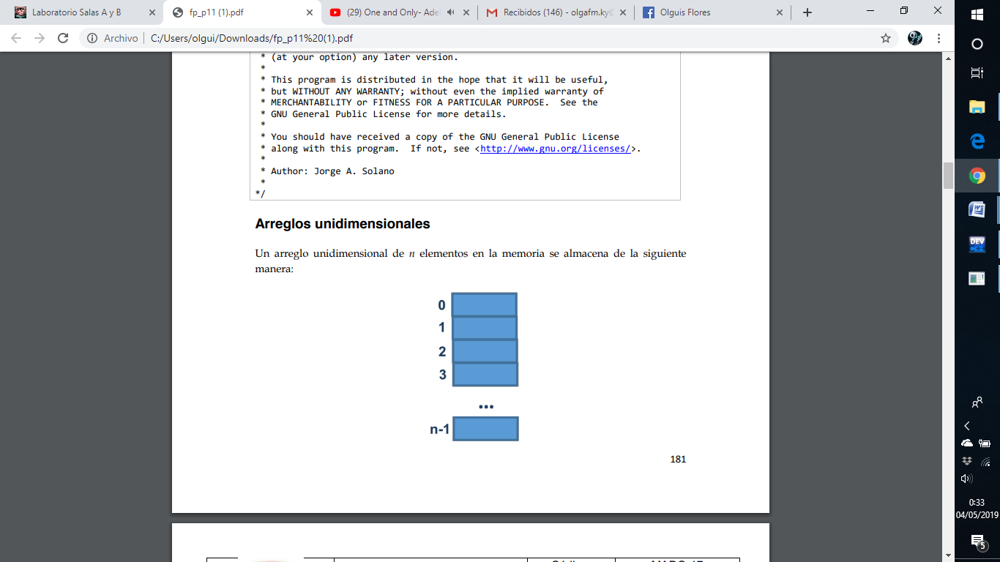 Laboratorio Salas A y B
fp_p11 (1).pdf
(29) One and Only- Ade
Recibidos (146) - olgafm.ky
Olguis Flores
Archivo
C:/Users/olgui/Downloads/fp_p11%20(1).pdf
* (at your option) any later version.
*
* This program is distributed in the hope that it will be useful,
* but WITHOUT ANY WARRANTY; without even the implied warranty of
* MERCHANTABILITY or FITNESS FOR A PARTICULAR PURPOSE.  See the
* GNU General Public License for more details.
*
* You should have received a copy of the GNU General Public License
* along with this program.  If not, see <http://www.gnu.org/licenses/>.
*
* Author: Jorge A. Solano
*
*/
Arreglos unidimensionales
Un arreglo unidimensional de n elementos en la memoria se almacena de la siguiente
manera:
0
1
2
3
...
n-1
181
DEV
0:33
04/05/2019
5